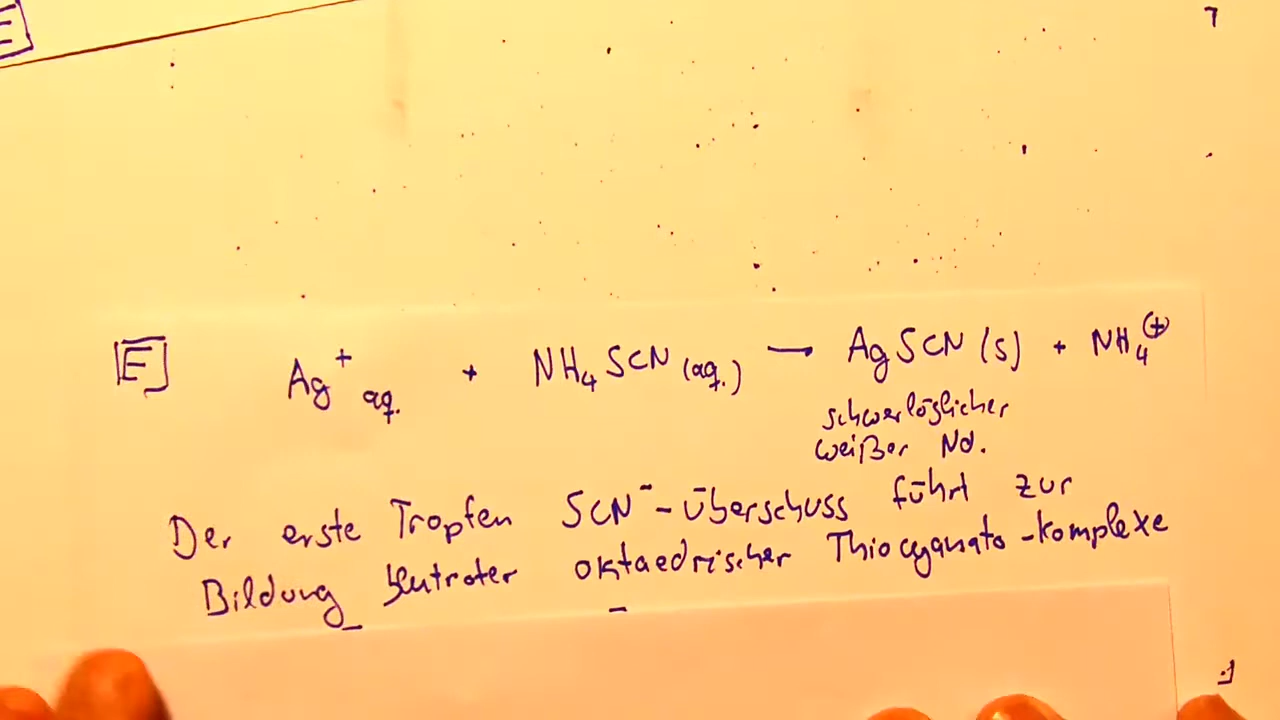 E
E Ag⁺ aq. + NH₄SCN (aq.) → AgSCN (s) + NH₄⊕
schwerlöslicher
weißer Nd.
Der erste Tropfen SCN⁻-Überschuss führt zur
Bildung blutroter oktaedrischer Thiocyanato-komplexe